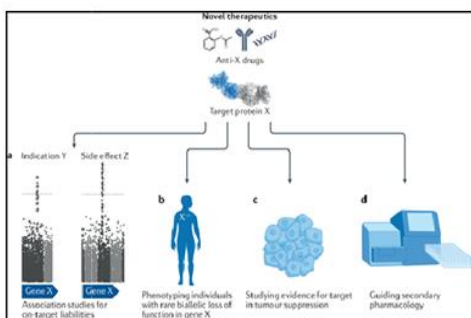 Novel therapeutics
Anti-X drugs
Target protein X
a Indication Y Side effect Z
b
c
d
X
Gene X Gene X
Association studies for
on-target liabilities
Phenotyping individuals
with rare biallelic loss of
function in gene X
Studying evidence for target
in tumour suppression
Guiding secondary
pharmacology